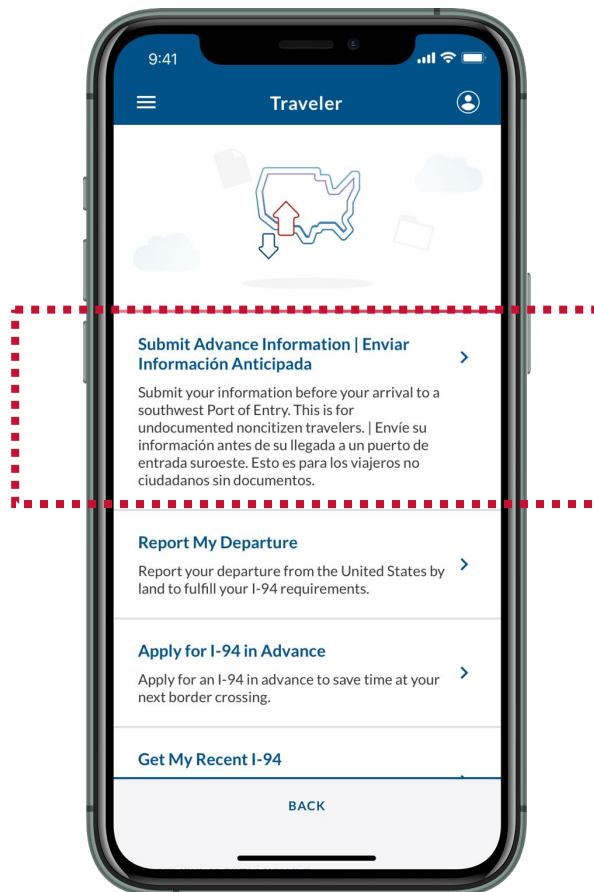 9:41
Traveler
Submit Advance Information | Enviar
Información Anticipada
Submit your information before your arrival to a
southwest Port of Entry. This is for
undocumented noncitizen travelers. | Envíe su
información antes de su llegada a un puerto de
entrada suroeste. Esto es para los viajeros no
ciudadanos sin documentos.
Report My Departure
Report your departure from the United States by
land to fulfill your I-94 requirements.
Apply for I-94 in Advance
Apply for an I-94 in advance to save time at your
next border crossing.
Get My Recent I-94
BACK